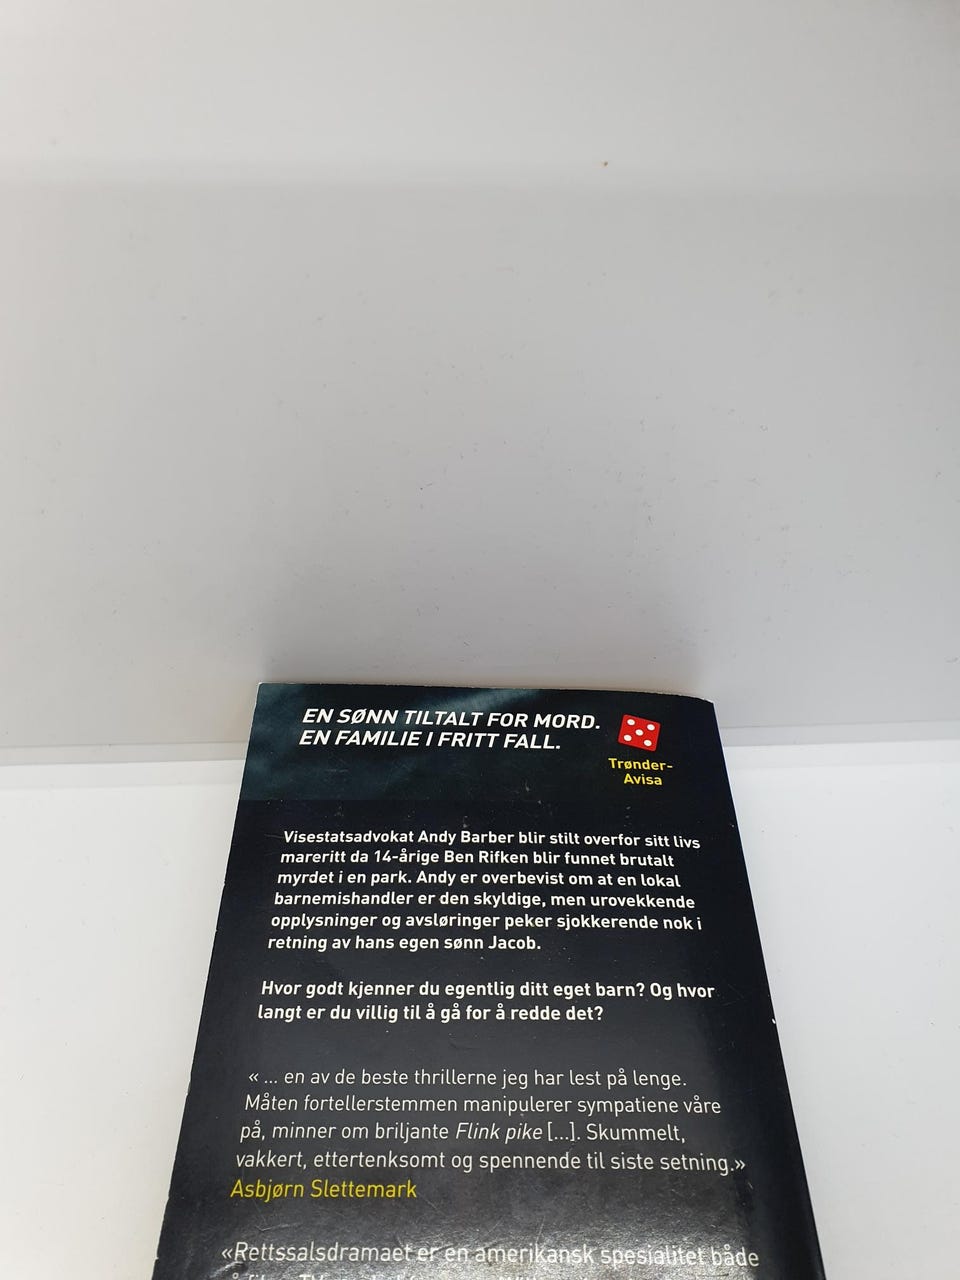 EN SØNN TILTALT FOR MORD.
EN FAMILIE I FRITT FALL.
Trønder-
Avisa
Visestatsadvokat Andy Barber blir stilt overfor sitt livs
mareritt da 14-årige Ben Rifken blir funnet brutalt
myrdet i en park. Andy er overbevist om at en lokal
barnemishandler er den skyldige, men urovekkende
opplysninger og avsløringer peker sjokkerende nok i
retning av hans egen sønn Jacob.
Hvor godt kjenner du egentlig ditt eget barn? Og hvor
langt er du villig til å gå for å redde det?
« ... en av de beste thrillerne jeg har lest på lenge.
Måten fortellerstemmen manipulerer sympatiene våre
på, minner om briljante Flink pike [...]. Skummelt,
vakkert, ettertenksomt og spennende til siste setning.»
Asbjørn Slettemark
«Rettssalsdramaet er en amerikansk spesialitet både